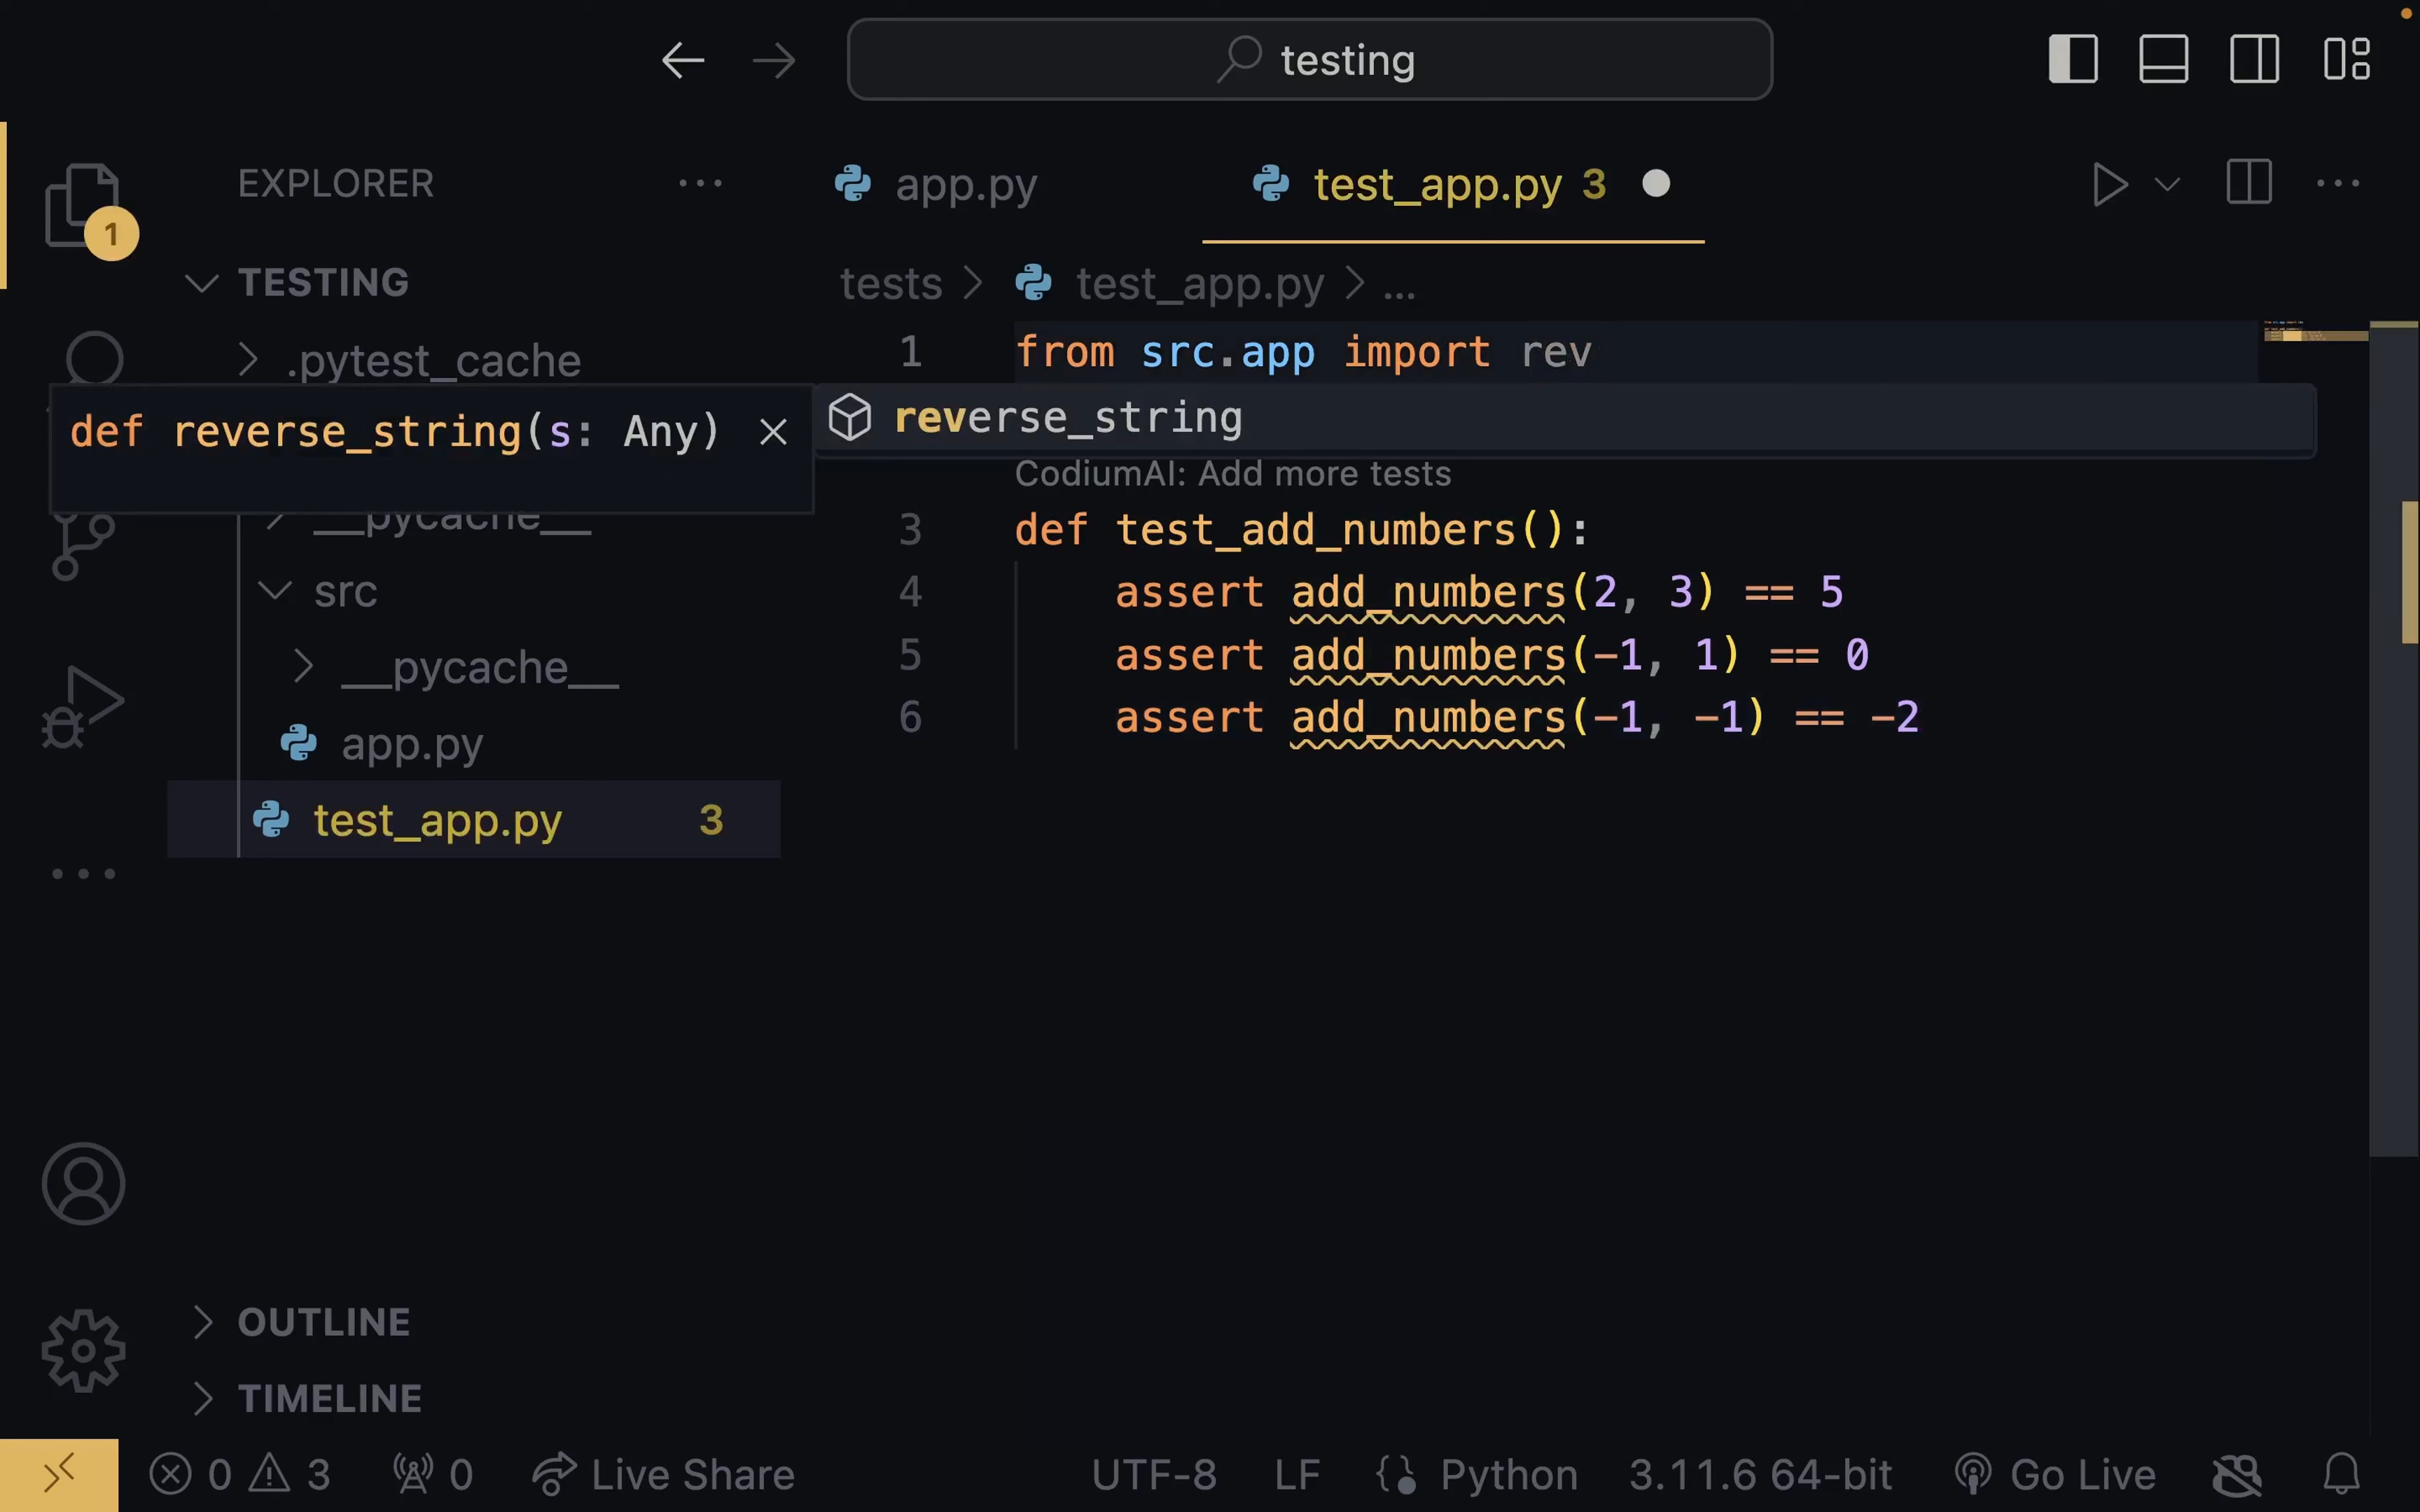 testing
EXPLORER
1
TESTING
.pytest_cache
def reverse_string(s: Any)
__pycache__
src
__pycache__
app.py
test_app.py 3
OUTLINE
TIMELINE
app.py
test_app.py 3
tests > test_app.py > ...
1 from src.app import rev
reverse_string
CodiumAI: Add more tests
3 def test_add_numbers():
4 assert add_numbers(2, 3) == 5
5 assert add_numbers(-1, 1) == 0
6 assert add_numbers(-1, -1) == -2
0 3 0 Live Share UTF-8 LF Python 3.11.6 64-bit Go Live